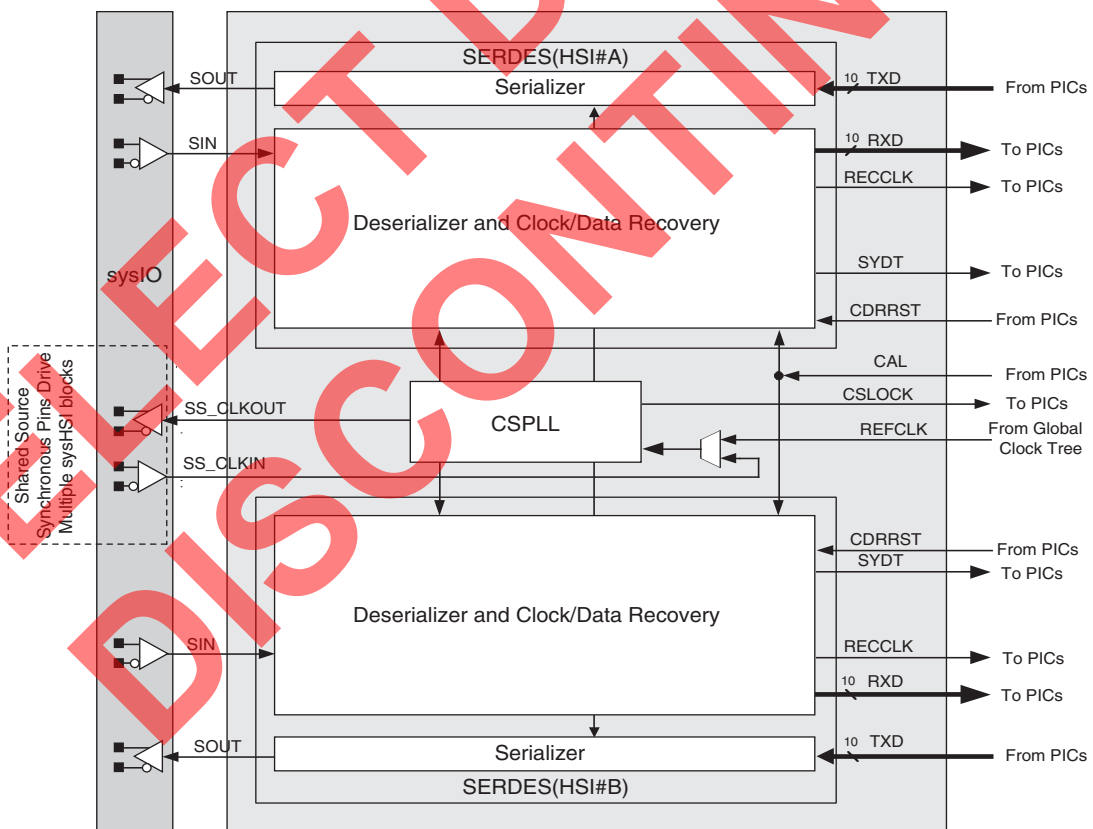 SERDES(HSI#A)
SOUT
Serializer
10 TXD
From PICs
SIN
10 RXD
To PICs
RECCLK
To PICs
Deserializer and Clock/Data Recovery
sysIO
SYDT
To PICs
CDRRST
From PICs
CAL
From PICs
Shared Source
Synchronous Pins Drive
Multiple sysHSI blocks
SS_CLKOUT
CSPLL
CSLOCK
To PICs
REFCLK
From Global
Clock Tree
SS_CLKIN
CDRRST
From PICs
SYDT
To PICs
Deserializer and Clock/Data Recovery
SIN
RECCLK
To PICs
10 RXD
To PICs
SOUT
Serializer
10 TXD
From PICs
SERDES(HSI#B)
ELECT D
DISCONTIN